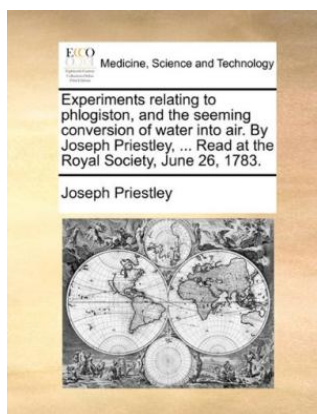 ECCO
Medicine, Science and Technology
Experiments relating to
phlogiston, and the seeming
conversion of water into air. By
Joseph Priestley, ... Read at the
Royal Society, June 26, 1783.
Joseph Priestley